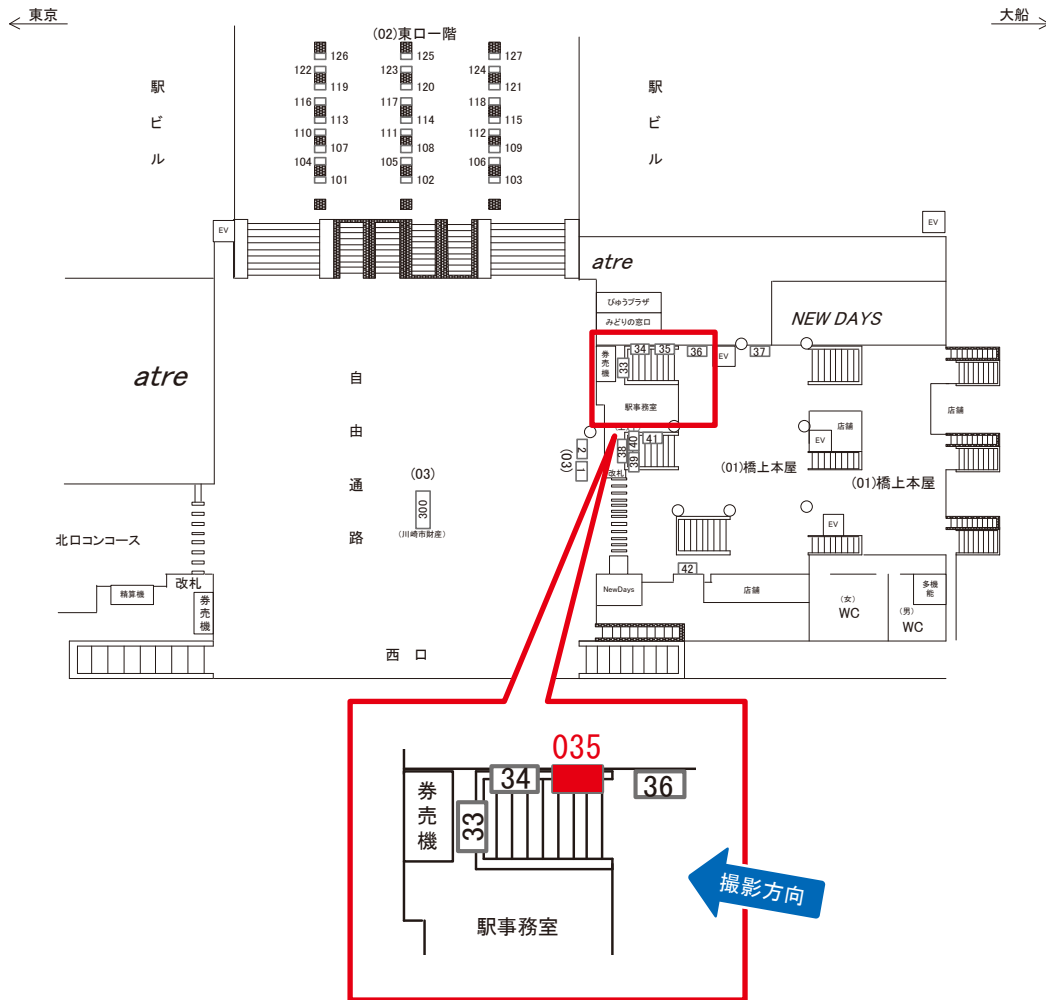 東京
大船
(02)東口一階
126 125 127
122 123 124
119 120 121
116 117 118
113 114 115
110 111 112
107 108 109
104 105 106
101 102 103
駅ビル
駅ビル
EV
EV
atre
びゅうプラザ
みどりの窓口
NEW DAYS
atre
券売機
33
34
35
36
EV
37
駅事務室
自由通路
店舗
店舗
EV
2
1
(03)
38
40
39
41
改札
(01)橋上本屋
(01)橋上本屋
(03)
300
(川崎市財産)
北口コンコース
EV
改札
精算機
券売機
42
NewDays
店舗
(女)
WC
(男)
WC
多機能
西口
035
34
36
33
券売機
撮影方向
駅事務室